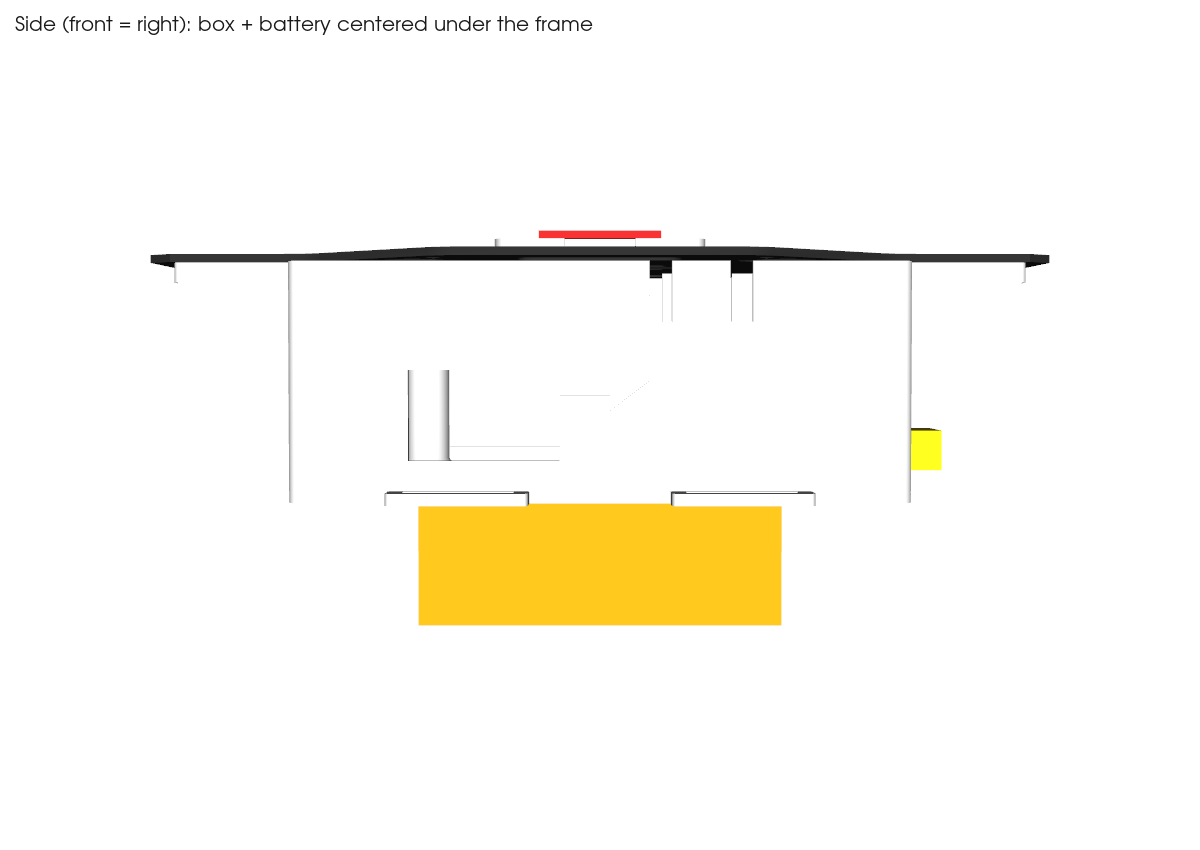 Side (front = right): box + battery centered under the frame